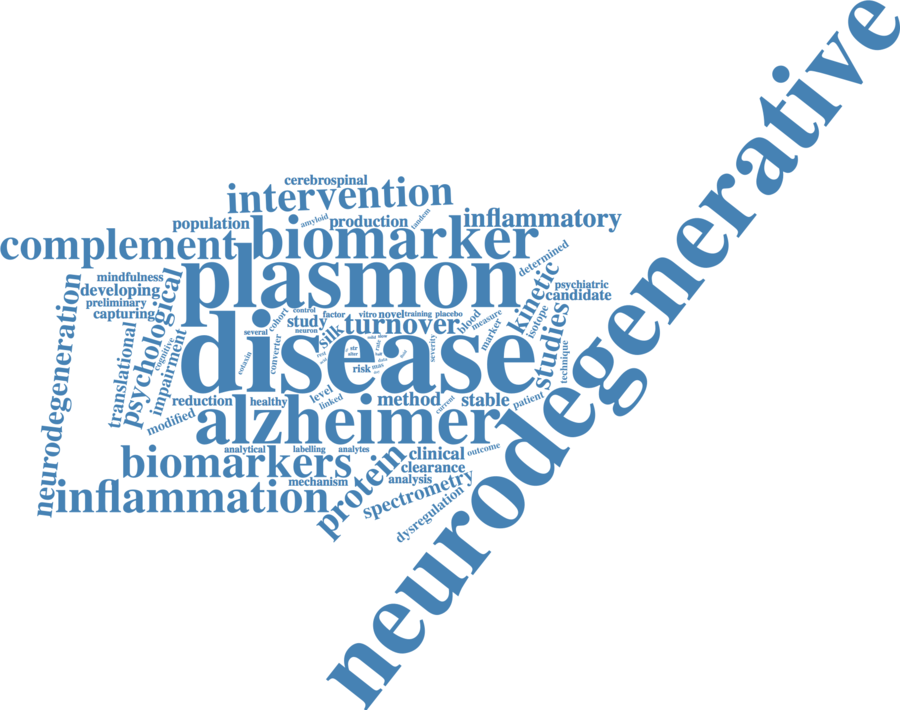 neurodegenerative
cerebrospinal
intervention
population
amyloid
production
tandem
inflammatory
complement
biomarker
determined
mindfulness
developing
preliminary
capturing
psychological
plasmon
kinetic
psychiatric
candidate
isotope
neurodegeneration
translational
cognitive
impairment
modified
several
cohort
control
study
neuron
factor
silk
vitro
novel
training
placebo
turnover
blood
measure
market
studies
technique
eotaxin
converter
disease
risk
severity
reduction
healthy
level
linked
method
current
stable
patient
alzheimer
analytical
labelling
analytes
biomarkers
mechanism
inflammation
protein
clinical
outcome
clearance
analysis
spectrometry
dysregulation